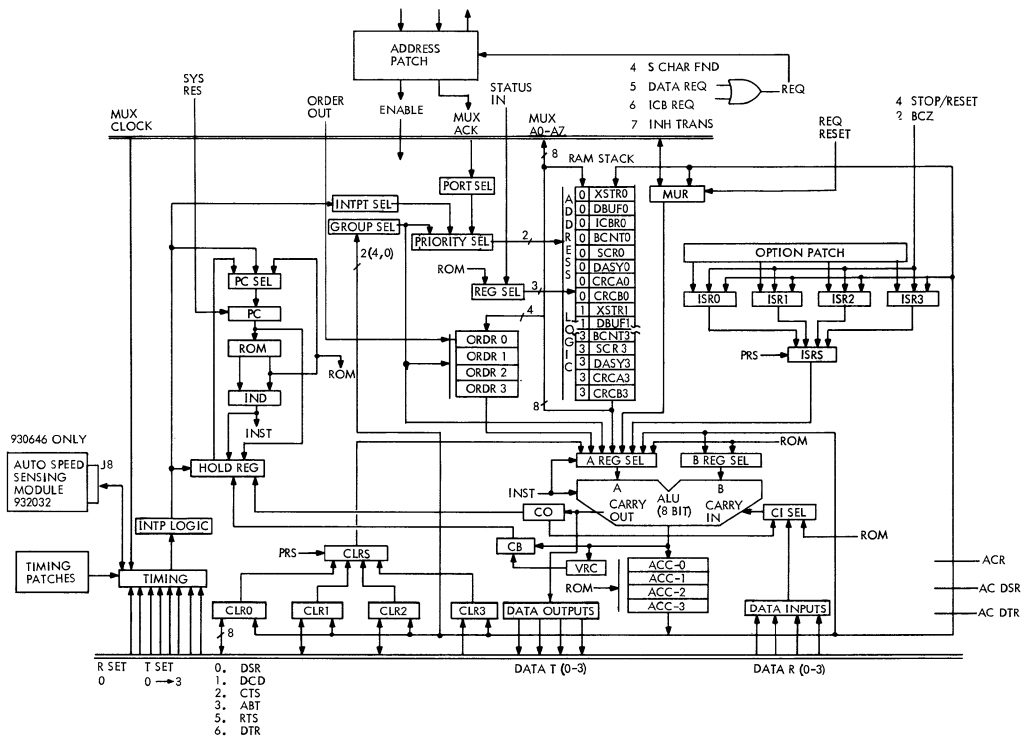 ADDRESS
PATCH
4 S CHAR FND
5 DATA REQ
6 ICB REQ
7 INH TRANS
REQ
SYS
RES
ORDER
OUT
ENABLE
STATUS
IN
4 STOP/RESET
2 BCZ
MUX
CLOCK
MUX
ACK
MUX
A0-A7
REQ
RESET
8
RAM STACK
PORT SEL
MUR
INTPT SEL
GROUP SEL
PRIORITY SEL
2
2(4,0)
ROM
REG SEL
3
4
ADDRESS LOGIC
0 XSTR0
0 DBUF0
0 ICBR0
0 BCNT0
0 SCR0
0 DASY0
0 CRCA0
0 CRCB0
1 XSTR1
1 DBUF1
3 BCNT3
3 SCR3
3 DASY3
3 CRCA3
3 CRCB3
OPTION PATCH
ISR0
ISR1
ISR2
ISR3
PRS
ISRS
PC SEL
PC
ROM
ROM
IND
INST
ORDR 0
ORDR 1
ORDR 2
ORDR 3
8
930646 ONLY
AUTO SPEED
SENSING
MODULE
932032
J8
HOLD REG
A REG SEL
B REG SEL
ROM
INST
A
B
CARRY
OUT
ALU
(8 BIT)
CARRY
IN
CO
CI SEL
ROM
INTP LOGIC
PRS
CLRS
CB
VRC
ROM
ACC-0
ACC-1
ACC-2
ACC-3
TIMING
PATCHES
TIMING
CLR0
CLR1
CLR2
CLR3
DATA OUTPUTS
DATA INPUTS
ACR
AC DSR
AC DTR
8
R SET
0
T SET
0 → 3
0. DSR
1. DCD
2. CTS
3. ABT
5. RTS
6. DTR
DATA T (0-3)
DATA R (0-3)